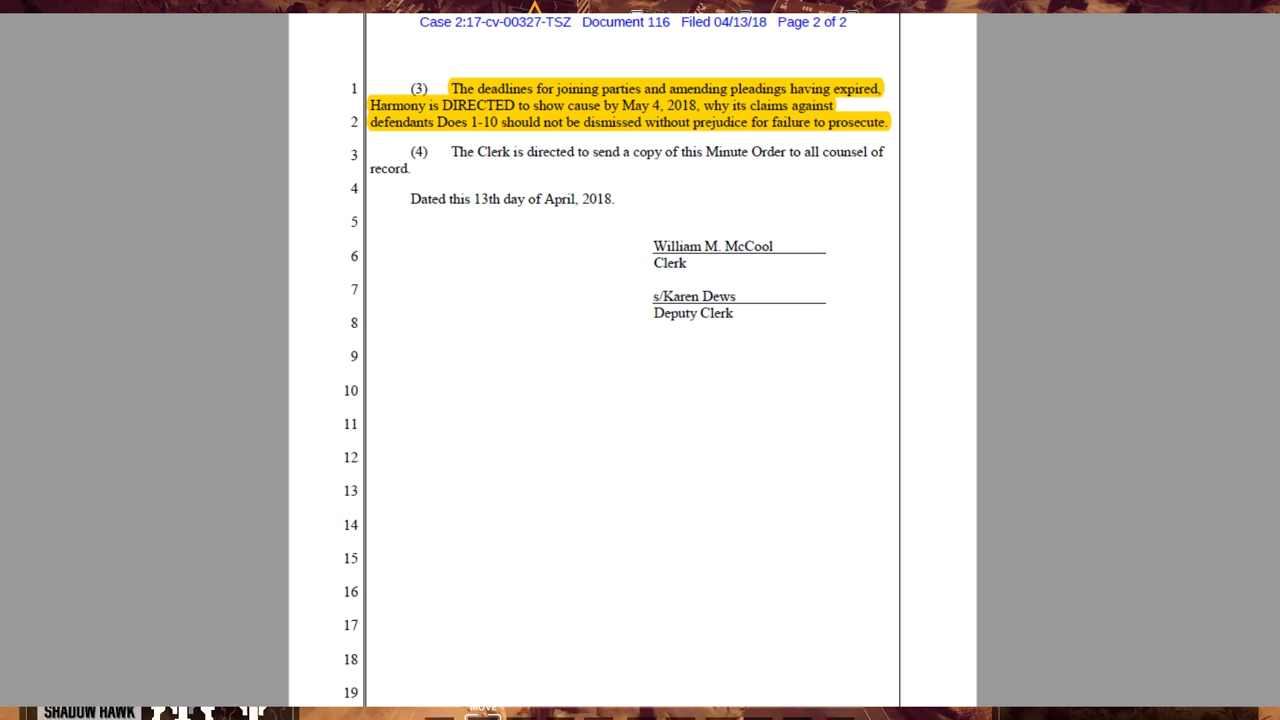 Case 2:17-cv-00327-TSZ Document 116 Filed 04/13/18 Page 2 of 2
1 (3) The deadlines for joining parties and amending pleadings having expired,
Harmony is DIRECTED to show cause by May 4, 2018, why its claims against
2 defendants Does 1-10 should not be dismissed without prejudice for failure to prosecute.
3 (4) The Clerk is directed to send a copy of this Minute Order to all counsel of
record.
4 Dated this 13th day of April, 2018.
5
6 William M. McCool
Clerk
7 s/Karen Dews
8 Deputy Clerk
9
10
11
12
13
14
15
16
17
18
19
SHADOW HAWK
MOVE